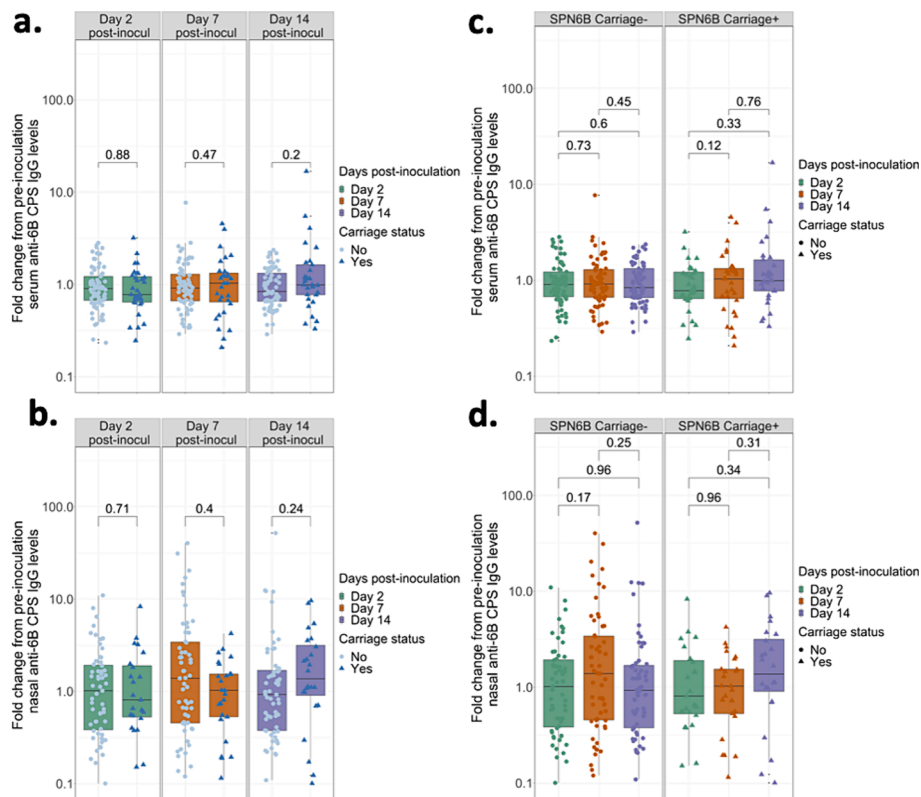 a.
Day 2
post-inocul
Day 7
post-inocul
Day 14
post-inocul
Fold change from pre-inoculation
serum anti-6B CPS IgG levels
100.0
10.0
1.0
0.1
0.88
0.47
0.2
Days post-inoculation
Day 2
Day 7
Day 14
Carriage status
No
Yes
c.
SPN6B Carriage-
SPN6B Carriage+
Fold change from pre-inoculation
serum anti-6B CPS IgG levels
100.0
10.0
1.0
0.1
0.45
0.6
0.73
0.76
0.33
0.12
Days post-inoculation
Day 2
Day 7
Day 14
Carriage status
No
Yes
b.
Day 2
post-inocul
Day 7
post-inocul
Day 14
post-inocul
Fold change from pre-inoculation
nasal anti-6B CPS IgG levels
100.0
10.0
1.0
0.1
0.71
0.4
0.24
Days post-inoculation
Day 2
Day 7
Day 14
Carriage status
No
Yes
d.
SPN6B Carriage-
SPN6B Carriage+
Fold change from pre-inoculation
nasal anti-6B CPS IgG levels
100.0
10.0
1.0
0.1
0.25
0.96
0.17
0.31
0.34
0.96
Days post-inoculation
Day 2
Day 7
Day 14
Carriage status
No
Yes